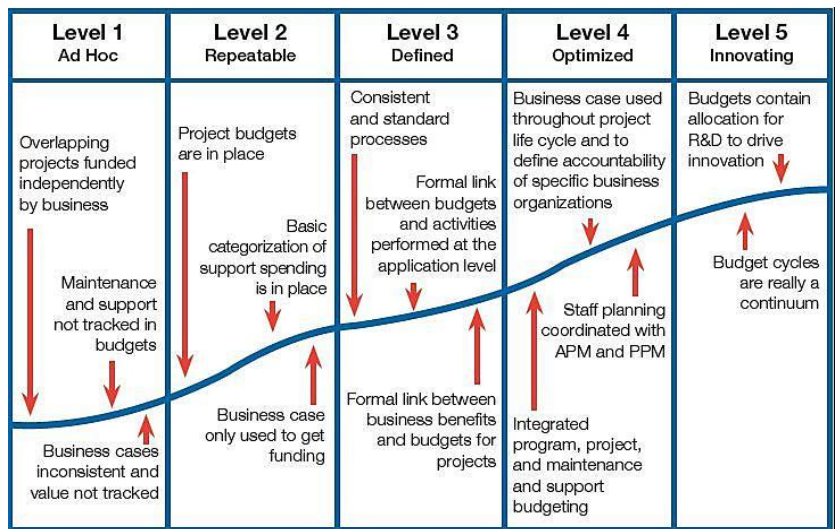 Level 1
Ad Hoc
Overlapping
projects funded
independently
by business
Maintenance
and support
not tracked in
budgets
Business cases
inconsistent and
value not tracked
Level 2
Repeatable
Project budgets
are in place
Basic
categorization of
support spending
is in place
Business case
only used to get
funding
Level 3
Defined
Consistent
and standard
processes
Formal link
between budgets
and activities
performed at the
application level
Formal link between
business benefits
and budgets for
projects
Level 4
Optimized
Business case used
throughout project
life cycle and to
define accountability
of specific business
organizations
Staff planning
coordinated with
APM and PPM
Integrated
program, project,
and maintenance
and support
budgeting
Level 5
Innovating
Budgets contain
allocation for
R&D to drive
innovation
Budget cycles
are really a
continuum